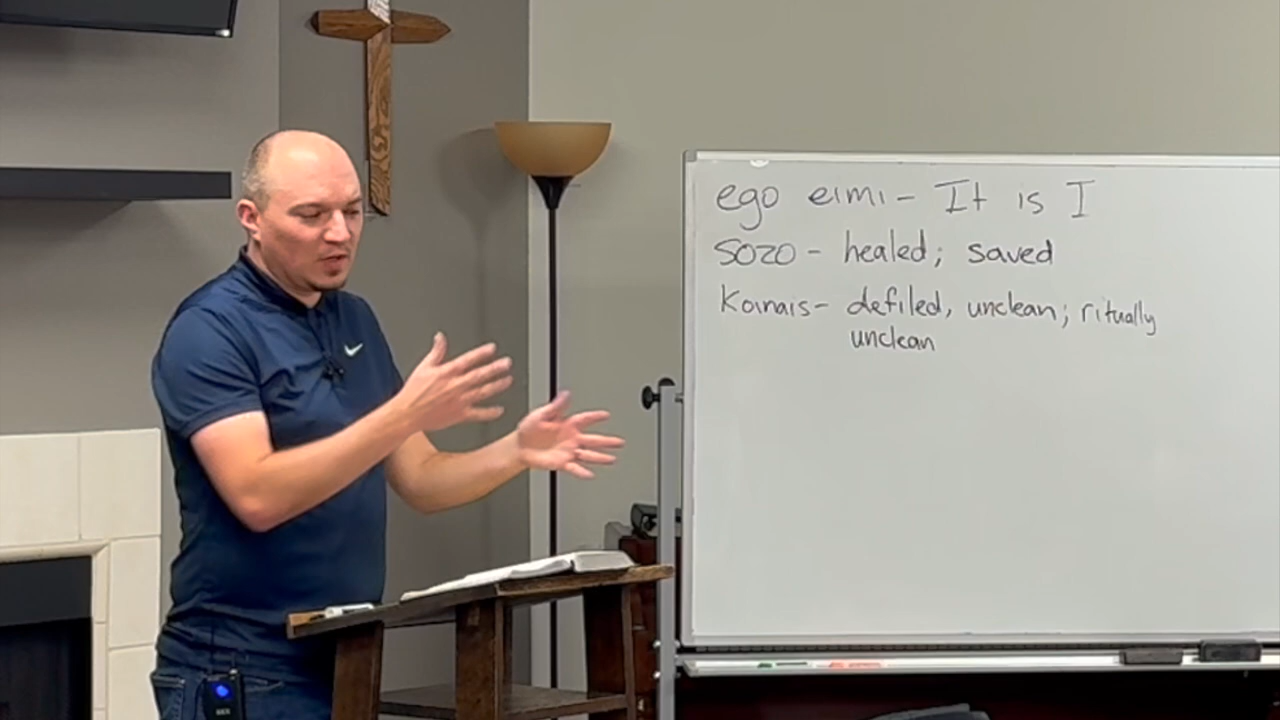 ego eimi - It is I
SOZO - healed; saved
Koinais - defiled, unclean; ritually
unclean